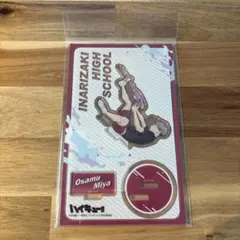 INARIZAKI
HIGH
SCHOOL
Osamu
Miya
ハイキュー!!